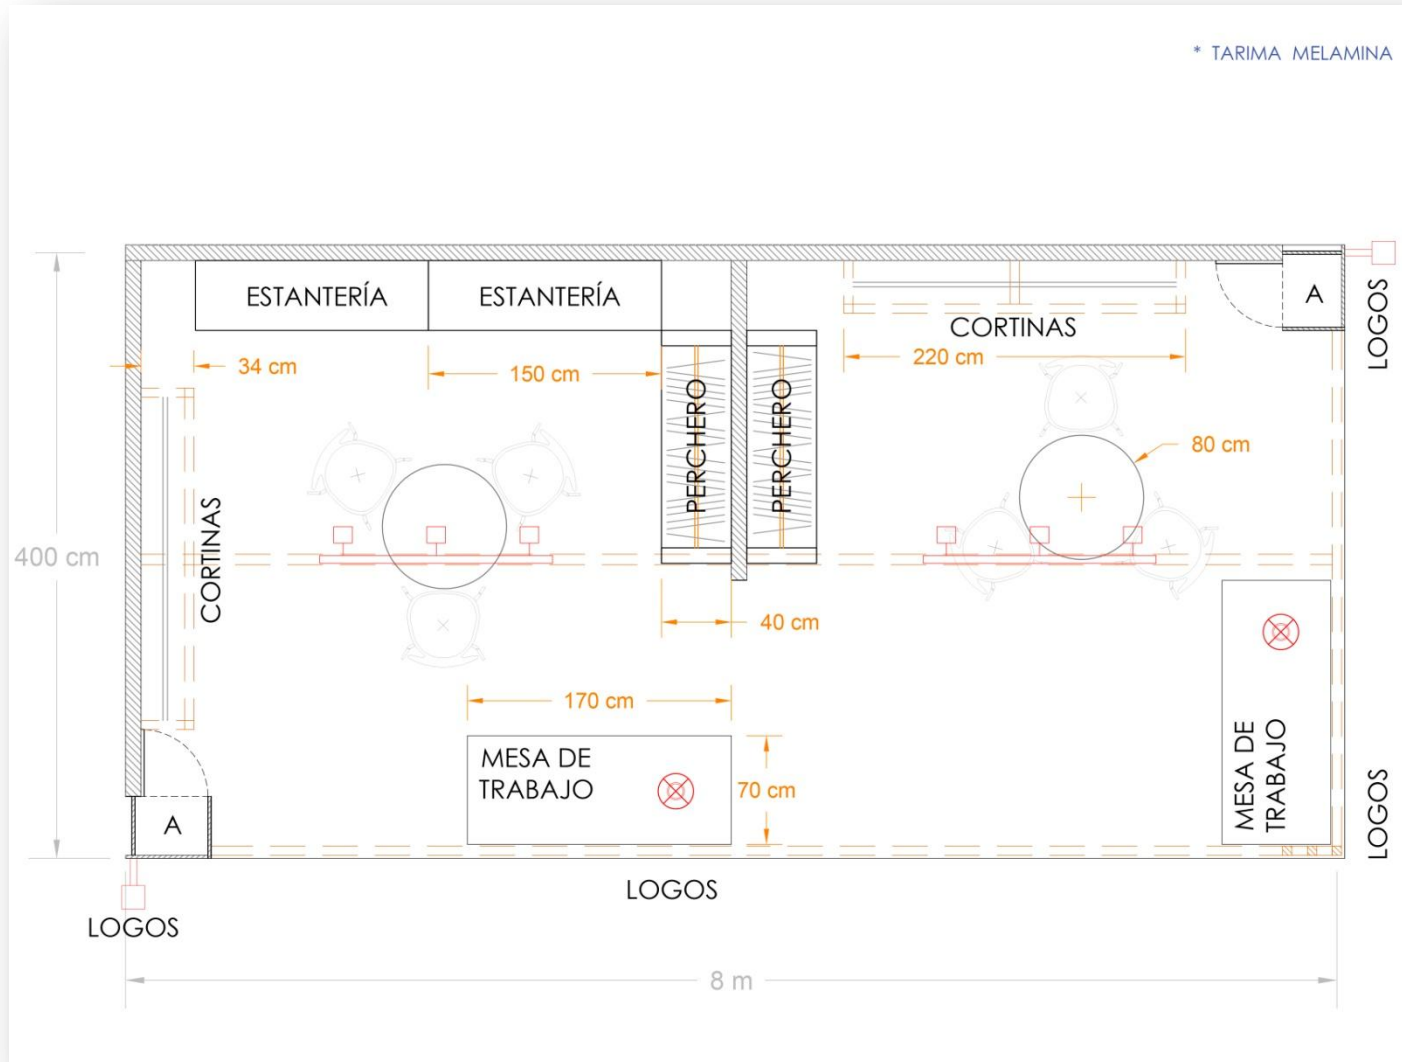 * TARIMA MELAMINA
ESTANTERÍA
ESTANTERÍA
A
LOGOS
CORTINAS
34 cm
150 cm
220 cm
PERCHERO
PERCHERO
80 cm
CORTINAS
400 cm
40 cm
170 cm
MESA DE
TRABAJO
70 cm
MESA DE
TRABAJO
LOGOS
A
LOGOS
LOGOS
8 m